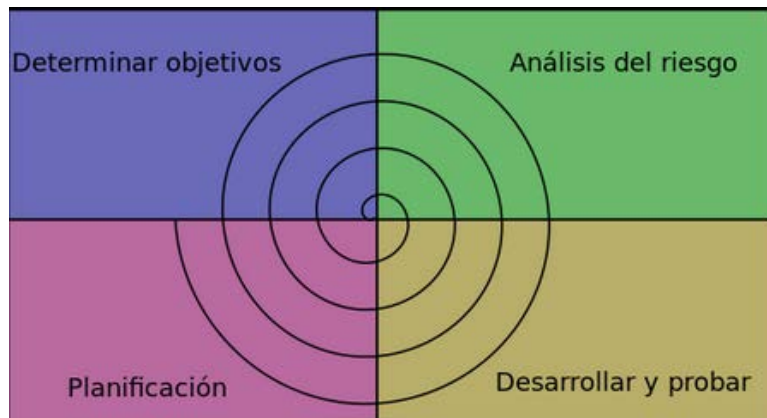 Determinar objetivos
Análisis del riesgo
Planificación
Desarrollar y probar